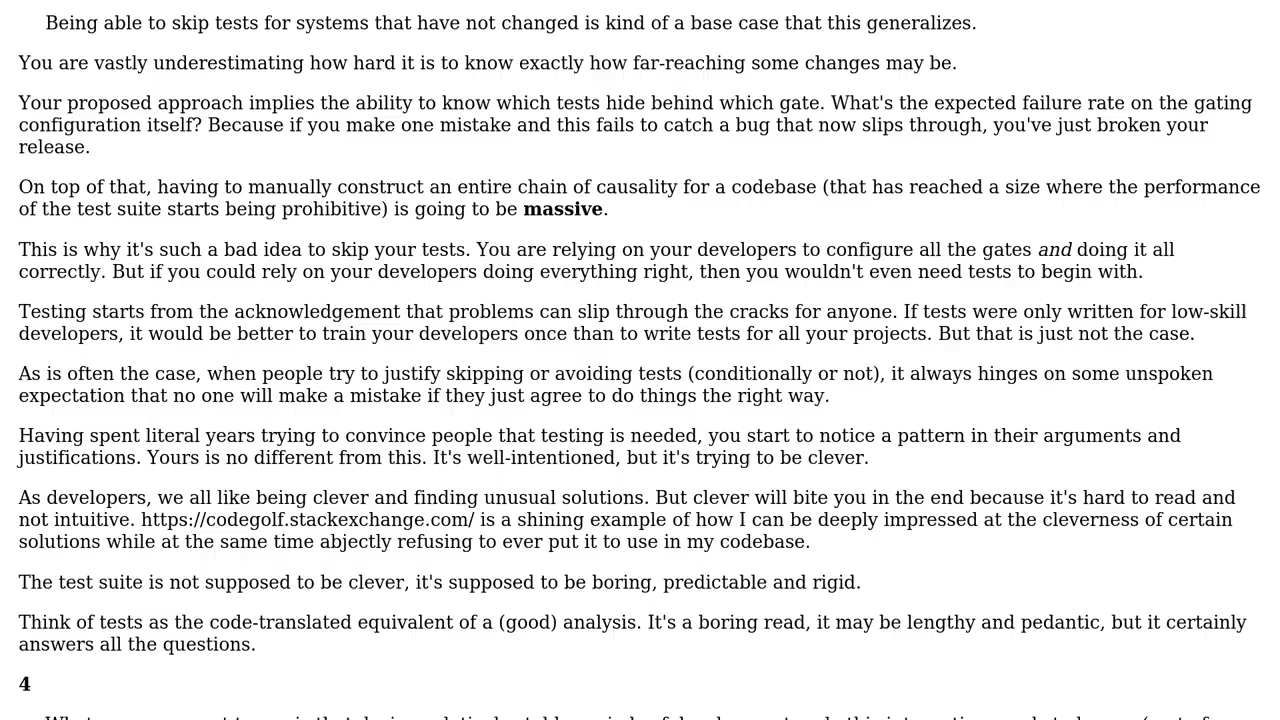 Being able to skip tests for systems that have not changed is kind of a base case that this generalizes.
You are vastly underestimating how hard it is to know exactly how far-reaching some changes may be.
Your proposed approach implies the ability to know which tests hide behind which gate. What's the expected failure rate on the gating
configuration itself? Because if you make one mistake and this fails to catch a bug that now slips through, you've just broken your
release.
On top of that, having to manually construct an entire chain of causality for a codebase (that has reached a size where the performance
of the test suite starts being prohibitive) is going to be massive.
This is why it's such a bad idea to skip your tests. You are relying on your developers to configure all the gates and doing it all
correctly. But if you could rely on your developers doing everything right, then you wouldn't even need tests to begin with.
Testing starts from the acknowledgement that problems can slip through the cracks for anyone. If tests were only written for low-skill
developers, it would be better to train your developers once than to write tests for all your projects. But that is just not the case.
As is often the case, when people try to justify skipping or avoiding tests (conditionally or not), it always hinges on some unspoken
expectation that no one will make a mistake if they just agree to do things the right way.
Having spent literal years trying to convince people that testing is needed, you start to notice a pattern in their arguments and
justifications. Yours is no different from this. It's well-intentioned, but it's trying to be clever.
As developers, we all like being clever and finding unusual solutions. But clever will bite you in the end because it's hard to read and
not intuitive. https://codegolf.stackexchange.com/ is a shining example of how I can be deeply impressed at the cleverness of certain
solutions while at the same time abjectly refusing to ever put it to use in my codebase.
The test suite is not supposed to be clever, it's supposed to be boring, predictable and rigid.
Think of tests as the code-translated equivalent of a (good) analysis. It's a boring read, it may be lengthy and pedantic, but it certainly
answers all the questions.
4